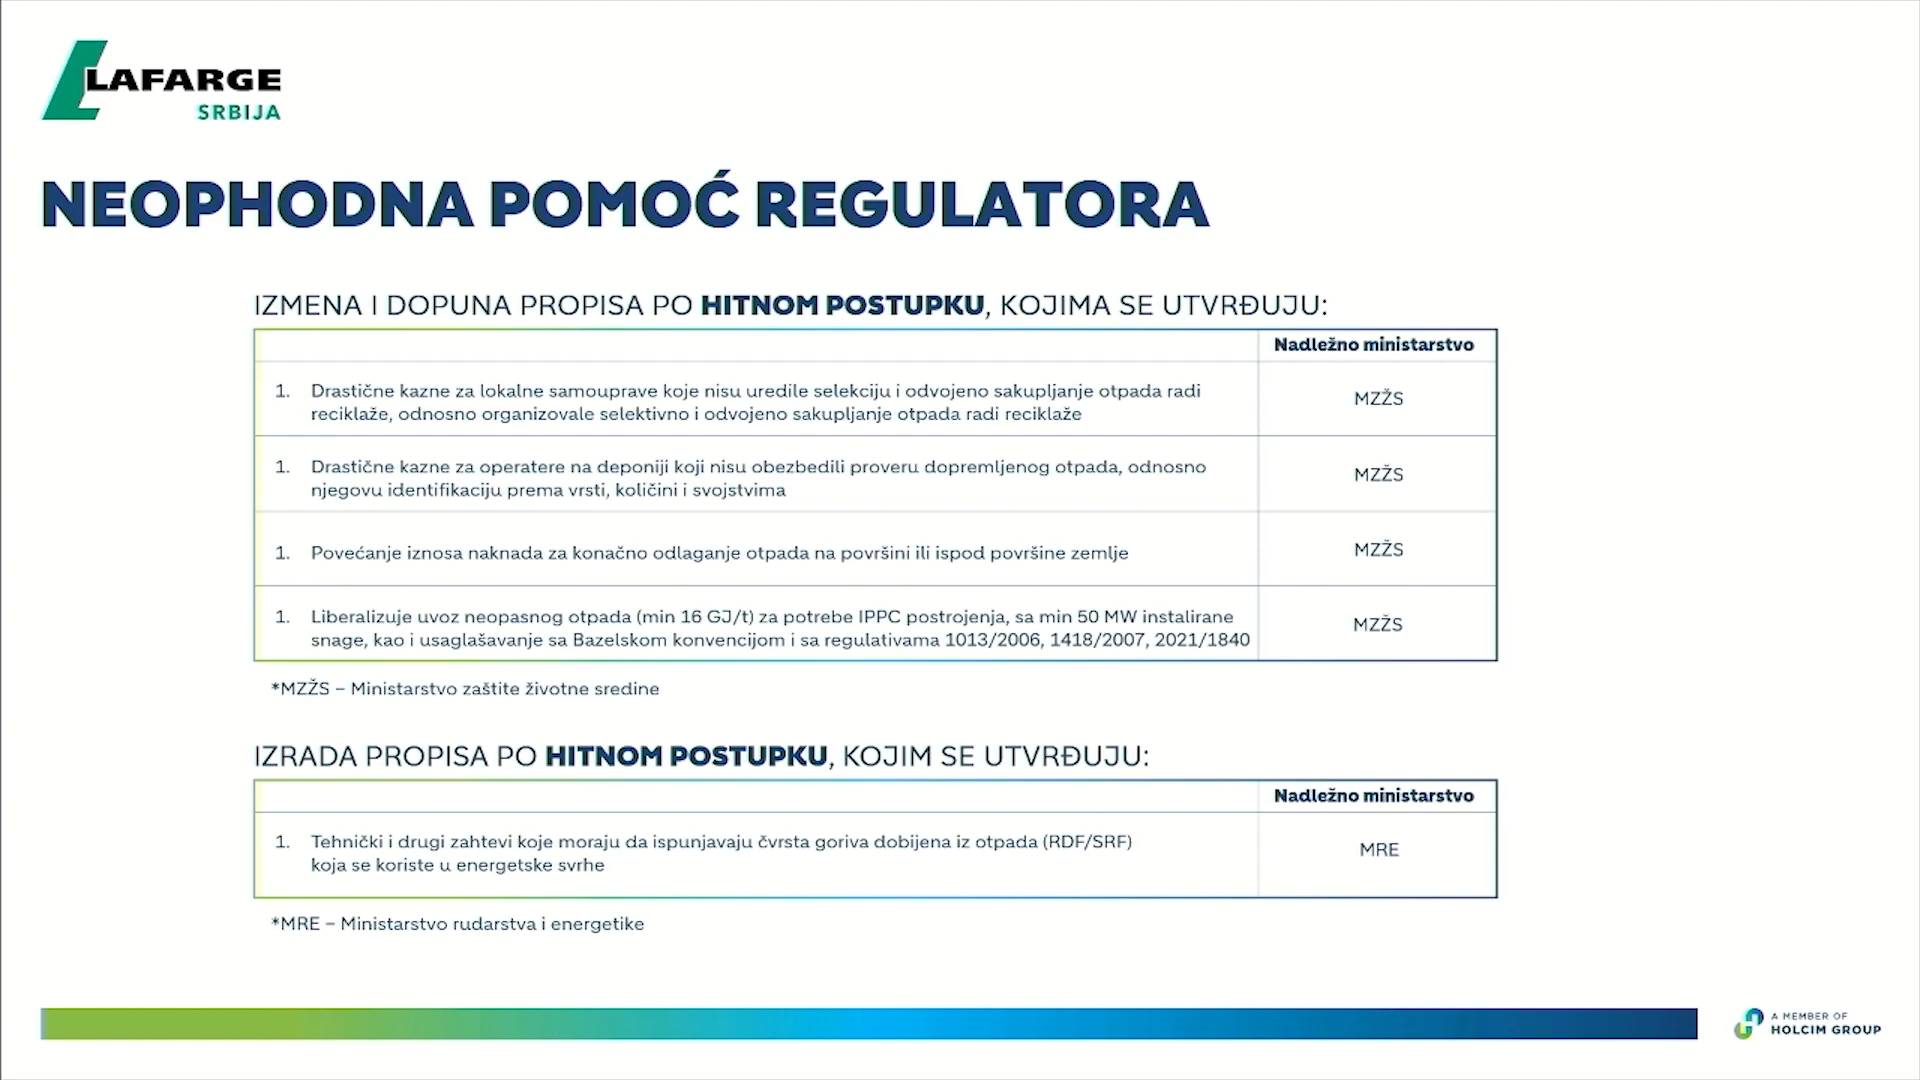 LAFARGE
SRBIJA
NEOPHODNA POMOĆ REGULATORA
IZMENA I DOPUNA PROPISA PO HITNOM POSTUPKU, KOJIMA SE UTVRĐUJU:
Nadležno ministarstvo
1. Drastične kazne za lokalne samouprave koje nisu uredile selekciju i odvojeno sakupljanje otpada radi
reciklaže, odnosno organizovale selektivno i odvojeno sakupljanje otpada radi reciklaže
MZŽS
1. Drastične kazne za operatere na deponiji koji nisu obezbedili proveru dopremljenog otpada, odnosno
njegovu identifikaciju prema vrsti, količini i svojstvima
MZŽS
1. Povećanje iznosa naknada za konačno odlaganje otpada na površini ili ispod površine zemlje
MZŽS
1. Liberalizuje uvoz neopasnog otpada (min 16 GJ/t) za potrebe IPPC postrojenja, sa min 50 MW instalirane
snage, kao i usaglašavanje sa Bazelskom konvencijom i sa regulativama 1013/2006, 1418/2007, 2021/1840
MZŽS
*MZŽS – Ministarstvo zaštite životne sredine
IZRADA PROPISA PO HITNOM POSTUPKU, KOJIM SE UTVRĐUJU:
Nadležno ministarstvo
1. Tehnički i drugi zahtevi koje moraju da ispunjavaju čvrsta goriva dobijena iz otpada (RDF/SRF)
koja se koriste u energetske svrhe
MRE
*MRE – Ministarstvo rudarstva i energetike
A MEMBER OF
HOLCIM GROUP